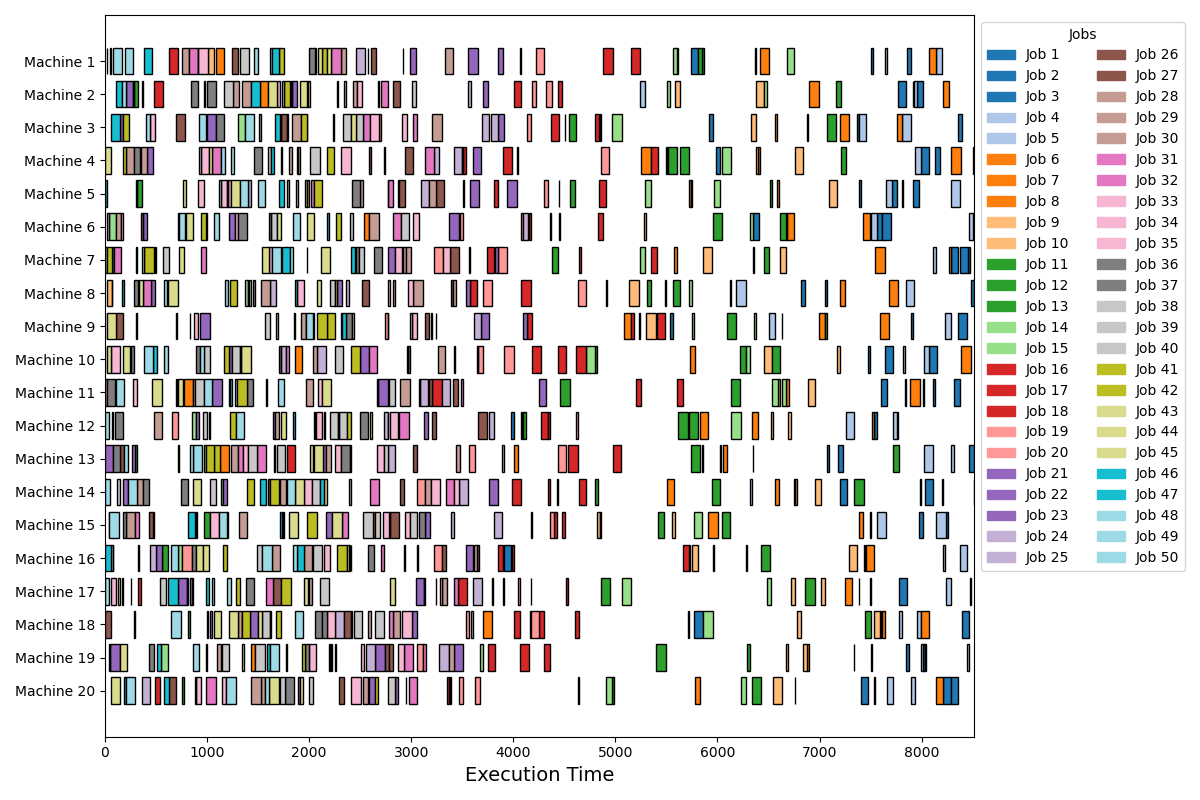 Machine 1
Machine 2
Machine 3
Machine 4
Machine 5
Machine 6
Machine 7
Machine 8
Machine 9
Machine 10
Machine 11
Machine 12
Machine 13
Machine 14
Machine 15
Machine 16
Machine 17
Machine 18
Machine 19
Machine 20
0 1000 2000 3000 4000 5000 6000 7000 8000
Execution Time
Jobs
Job 1 Job 26
Job 2 Job 27
Job 3 Job 28
Job 4 Job 29
Job 5 Job 30
Job 6 Job 31
Job 7 Job 32
Job 8 Job 33
Job 9 Job 34
Job 10 Job 35
Job 11 Job 36
Job 12 Job 37
Job 13 Job 38
Job 14 Job 39
Job 15 Job 40
Job 16 Job 41
Job 17 Job 42
Job 18 Job 43
Job 19 Job 44
Job 20 Job 45
Job 21 Job 46
Job 22 Job 47
Job 23 Job 48
Job 24 Job 49
Job 25 Job 50